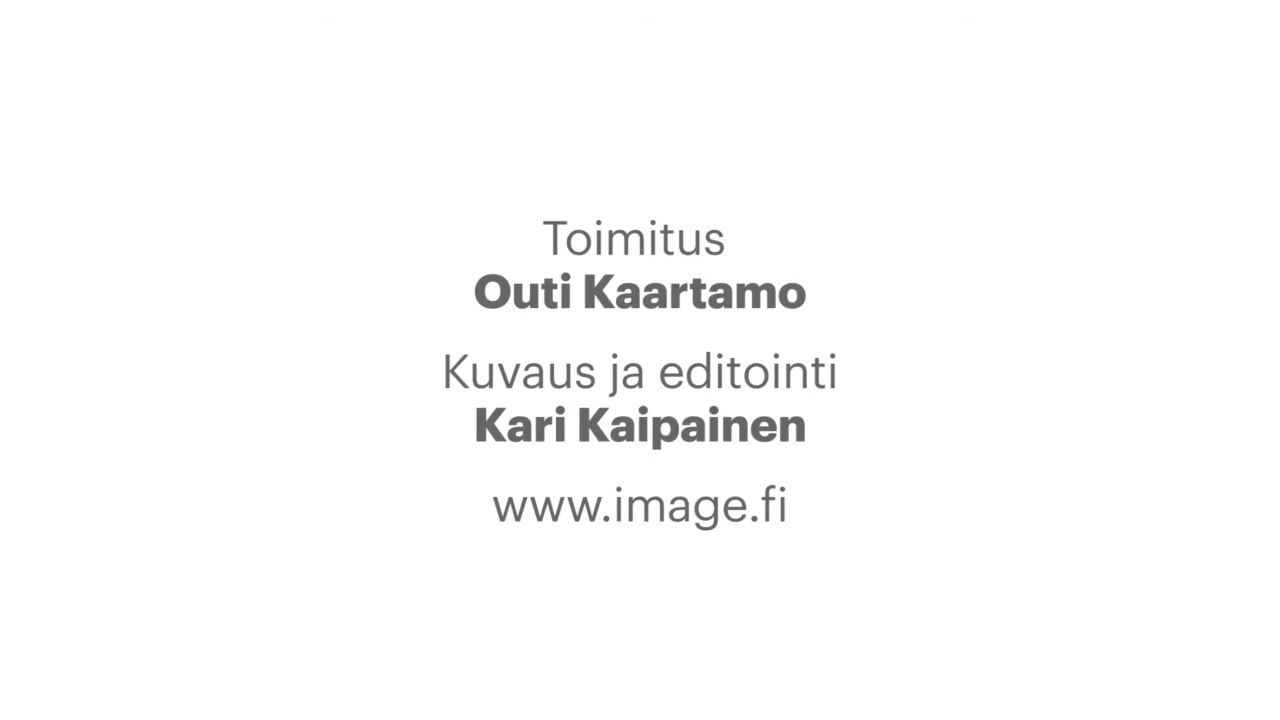 Toimitus
Outi Kaartamo
Kuvaus ja editointi
Kari Kaipainen
www.image.fi